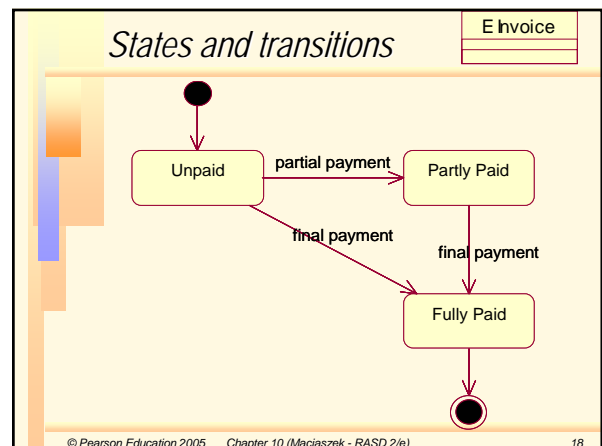 States and transitions
EInvoice
Unpaid
partial payment
Partly Paid
final payment
final payment
Fully Paid
© Pearson Education 2005 Chapter 10 (Maciaszek - RASD 2/e) 18